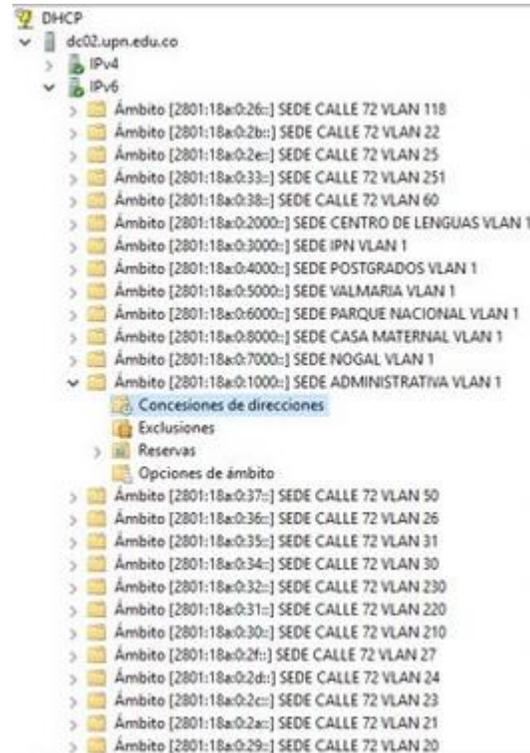 DHCP
dc02.upn.edu.co
IPv4
IPv6
Ámbito [2801:18a:0:26::] SEDE CALLE 72 VLAN 118
Ámbito [2801:18a:0:2b::] SEDE CALLE 72 VLAN 22
Ámbito [2801:18a:0:2e::] SEDE CALLE 72 VLAN 25
Ámbito [2801:18a:0:33::] SEDE CALLE 72 VLAN 251
Ámbito [2801:18a:0:38::] SEDE CALLE 72 VLAN 60
Ámbito [2801:18a:0:2000::] SEDE CENTRO DE LENGUAS VLAN 1
Ámbito [2801:18a:0:3000::] SEDE IPN VLAN 1
Ámbito [2801:18a:0:4000::] SEDE POSTGRADOS VLAN 1
Ámbito [2801:18a:0:5000::] SEDE VALMARIA VLAN 1
Ámbito [2801:18a:0:6000::] SEDE PARQUE NACIONAL VLAN 1
Ámbito [2801:18a:0:8000::] SEDE CASA MATERNAL VLAN 1
Ámbito [2801:18a:0:7000::] SEDE NOGAL VLAN 1
Ámbito [2801:18a:0:1000::] SEDE ADMINISTRATIVA VLAN 1
Concesiones de direcciones
Exclusiones
Reservas
Opciones de ámbito
Ámbito [2801:18a:0:37::] SEDE CALLE 72 VLAN 50
Ámbito [2801:18a:0:36::] SEDE CALLE 72 VLAN 26
Ámbito [2801:18a:0:35::] SEDE CALLE 72 VLAN 31
Ámbito [2801:18a:0:34::] SEDE CALLE 72 VLAN 30
Ámbito [2801:18a:0:32::] SEDE CALLE 72 VLAN 230
Ámbito [2801:18a:0:31::] SEDE CALLE 72 VLAN 220
Ámbito [2801:18a:0:30::] SEDE CALLE 72 VLAN 210
Ámbito [2801:18a:0:2f::] SEDE CALLE 72 VLAN 27
Ámbito [2801:18a:0:2d::] SEDE CALLE 72 VLAN 24
Ámbito [2801:18a:0:2c::] SEDE CALLE 72 VLAN 23
Ámbito [2801:18a:0:2a::] SEDE CALLE 72 VLAN 21
Ámbito [2801:18a:0:29::] SEDE CALLE 72 VLAN 20